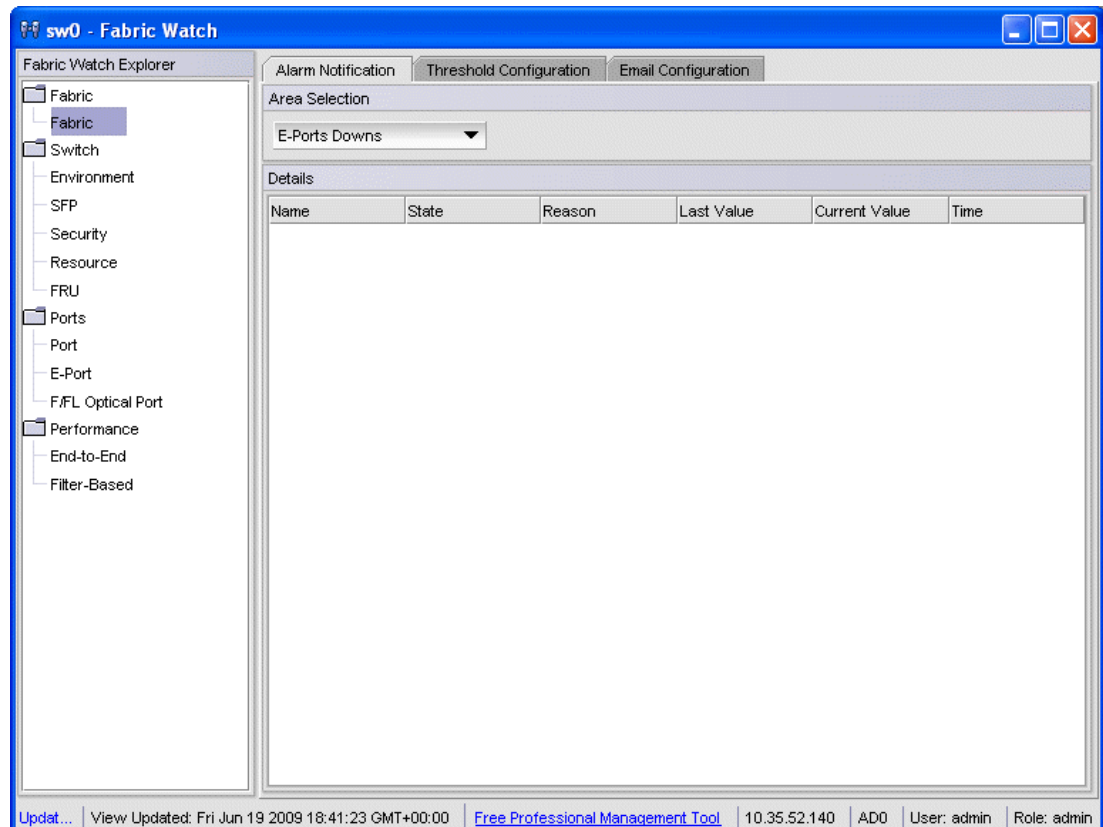 sw0 - Fabric Watch
Fabric Watch Explorer
Fabric
Fabric
Switch
Environment
SFP
Security
Resource
FRU
Ports
Port
E-Port
F/FL Optical Port
Performance
End-to-End
Filter-Based
Alarm Notification Threshold Configuration Email Configuration
Area Selection
E-Ports Downs
Details
Name State Reason Last Value Current Value Time
Updat... View Updated: Fri Jun 19 2009 18:41:23 GMT+00:00 Free Professional Management Tool 10.35.52.140 AD0 User: admin Role: admin